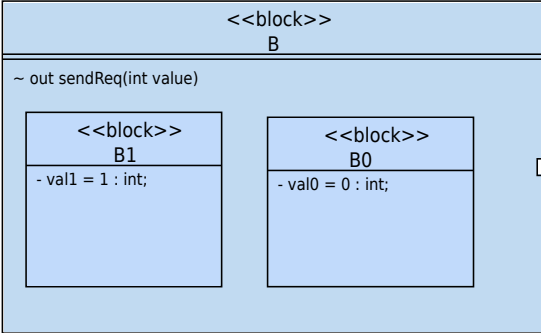 <<block>>
B
~ out sendReq(int value)
<<block>>
B1
- val1 = 1 : int;
<<block>>
B0
- val0 = 0 : int;